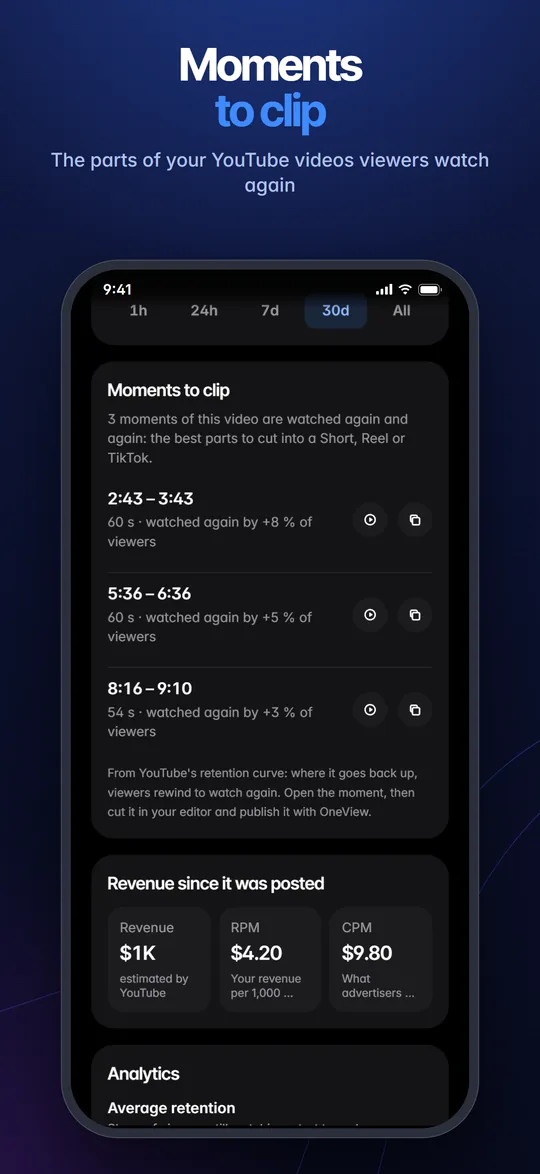 Moments
to clip
The parts of your YouTube videos viewers watch
again
9:41
1h 24h 7d 30d All
Moments to clip
3 moments of this video are watched again and
again: the best parts to cut into a Short, Reel or
TikTok.
2:43 – 3:43
60 s · watched again by +8 % of
viewers
5:36 – 6:36
60 s · watched again by +5 % of
viewers
8:16 – 9:10
54 s · watched again by +3 % of
viewers
From YouTube's retention curve: where it goes back up,
viewers rewind to watch again. Open the moment, then
cut it in your editor and publish it with OneView.
Revenue since it was posted
Revenue RPM CPM
$1K $4.20 $9.80
estimated by Your revenue What
YouTube per 1,000 ... advertisers ...
Analytics
Average retention